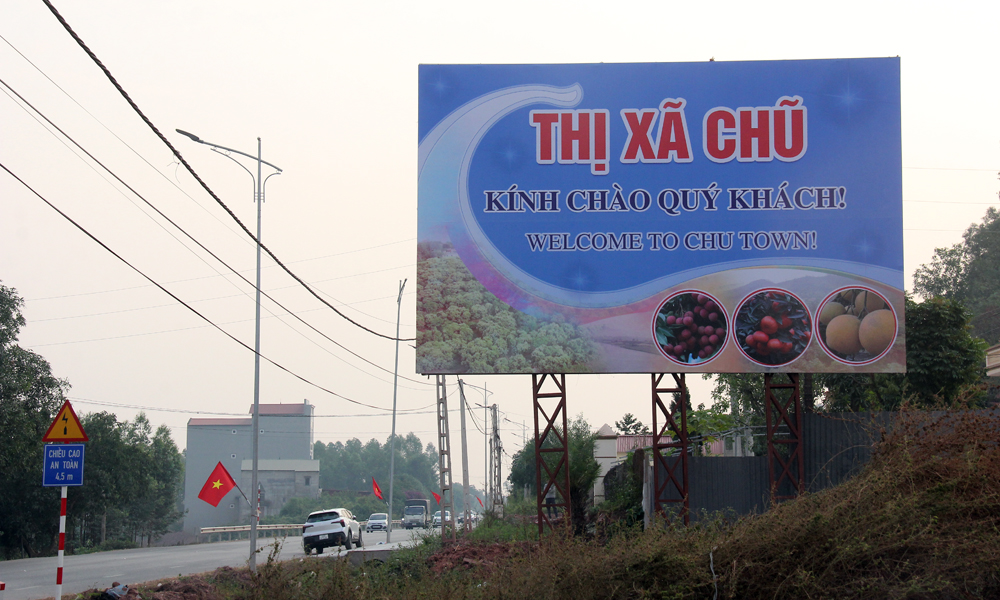 THỊ XÃ CHŨ
KÍNH CHÀO QUÝ KHÁCH!
WELCOME TO CHU TOWN!
CHIỀU CAO
AN TOÀN
4,5 m